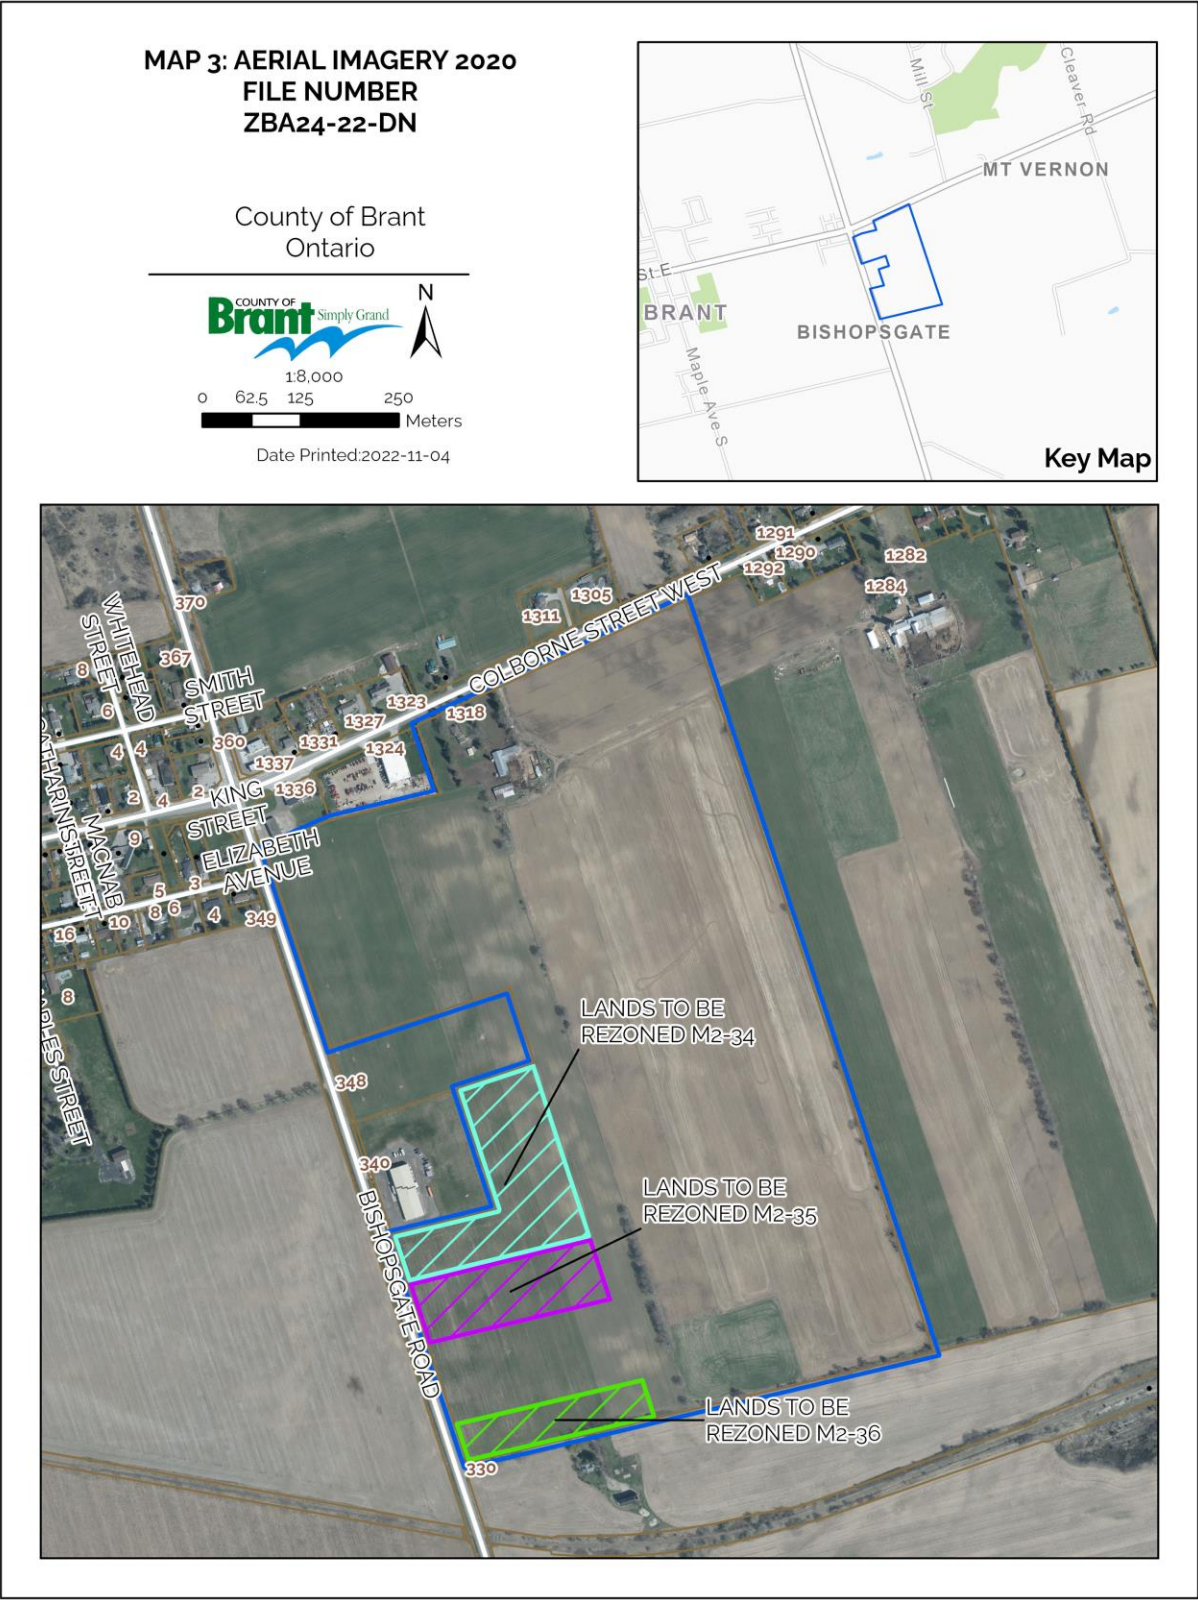 MAP 3: AERIAL IMAGERY 2020
FILE NUMBER
ZBA24-22-DN
County of Brant
Ontario
COUNTY OF
Brant Simply Grand
N
1:8,000
0 62.5 125 250
Meters
Date Printed:2022-11-04
Mill St
Cleaver Rd
MT VERNON
St E
BRANT
BISHOPSGATE
Maple Ave S
Key Map
1291
1290
1292
1282
1284
370
1305
1311
COLBORNE STREET WEST
WHITEHEAD
STREET
8
367
SMITH
STREET
6
1323
1318
1327
4 4
360
1331
1324
1337
2 4 2
KING
STREET
1336
MACNAB
9
ELIZABETH
AVENUE
5 3
8 6 4
10
16
349
8
LANDS TO BE
REZONED M2-34
348
340
LANDS TO BE
REZONED M2-35
BISHOPSGATE ROAD
LANDS TO BE
REZONED M2-36
330